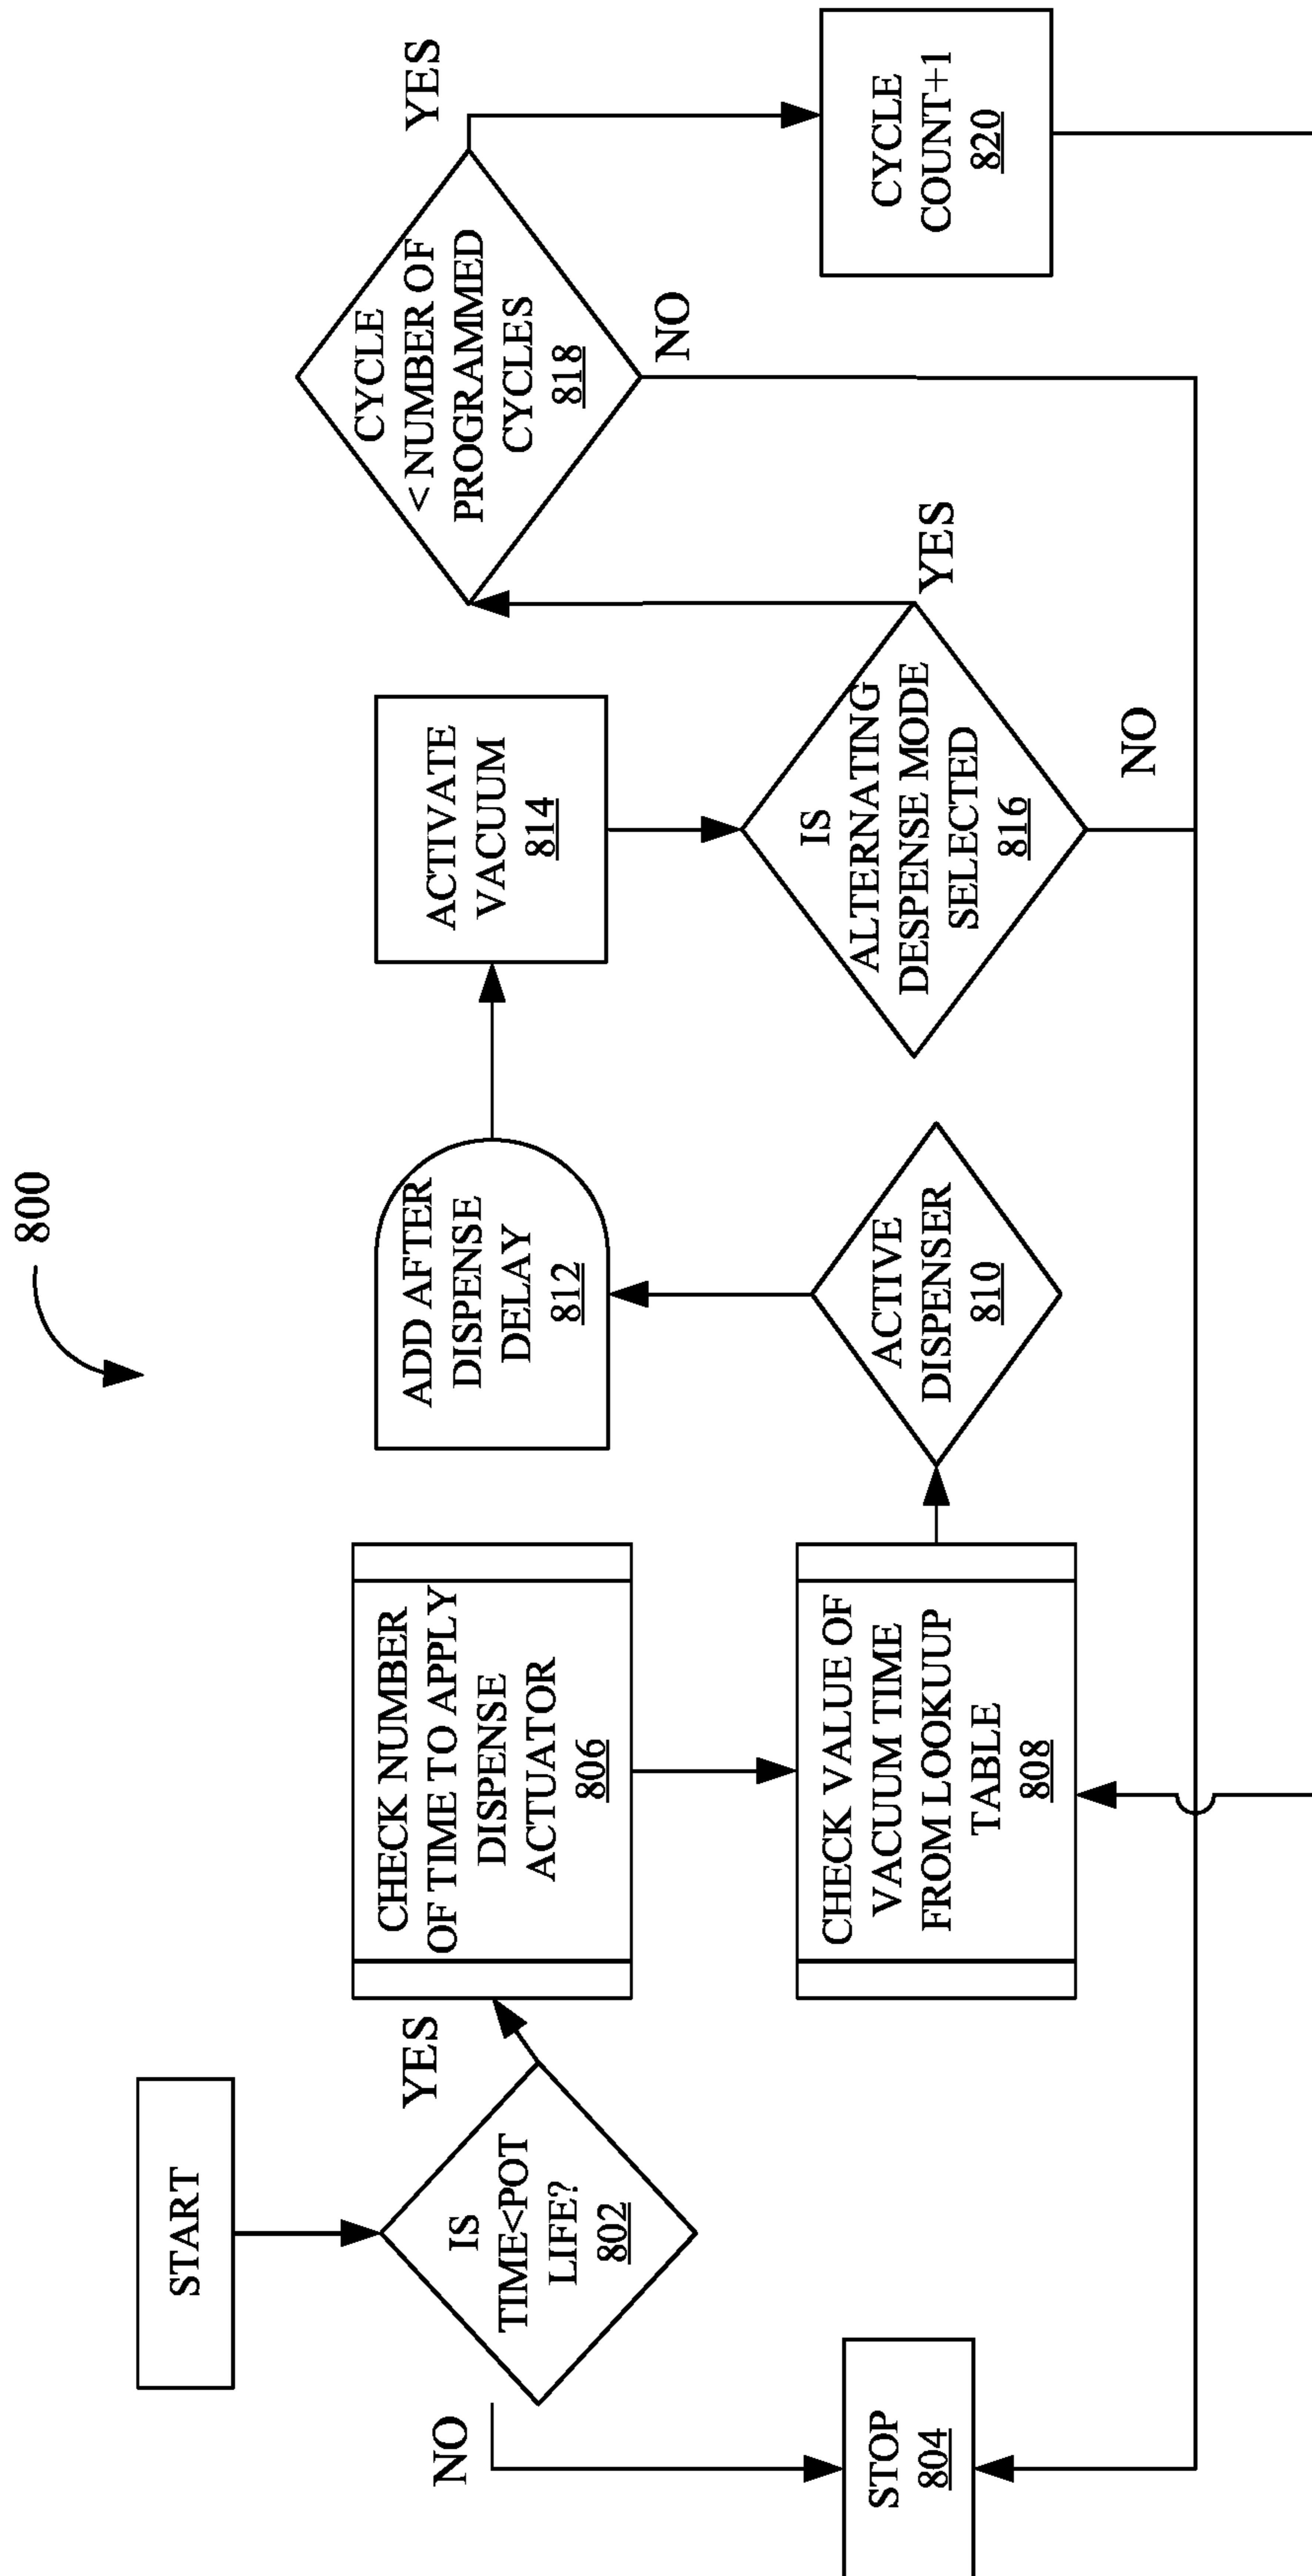 800
START
IS
TIME<POT
LIFE?
802
NO
YES
STOP
804
CHECK NUMBER
OF TIME TO APPLY
DISPENSE
ACTUATOR
806
CHECK VALUE OF
VACUUM TIME
FROM LOOKUUP
TABLE
808
ACTIVE
DISPENSER
810
ADD AFTER
DISPENSE
DELAY
812
ACTIVATE
VACUUM
814
IS
ALTERNATING
DESPENSE MODE
SELECTED
816
NO
YES
CYCLE
< NUMBER OF
PROGRAMMED
CYCLES
818
NO
YES
CYCLE
COUNT+1
820